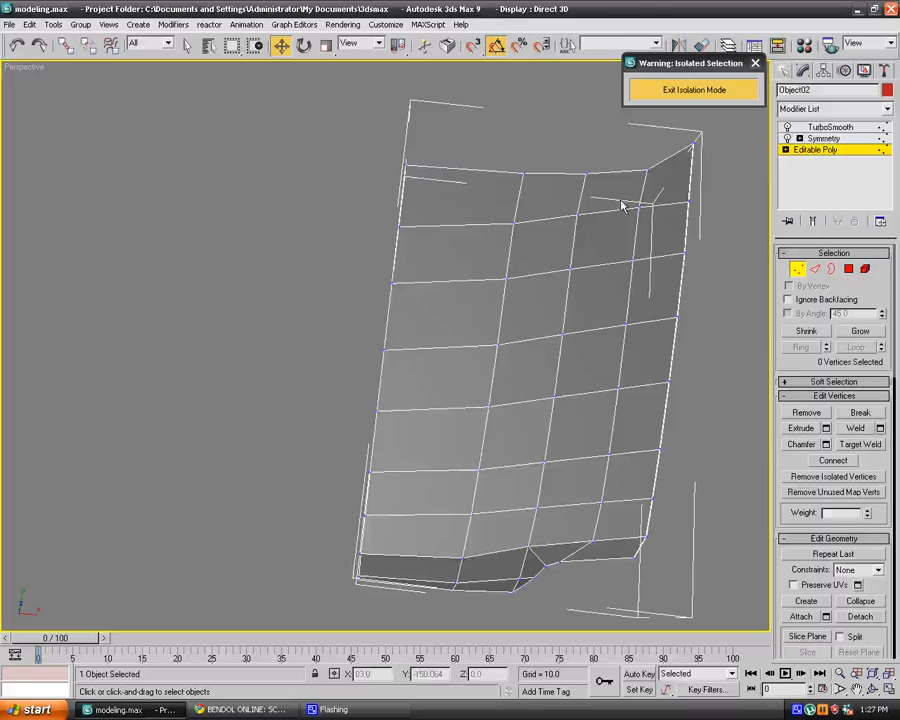 modeling.max - Project Folder: C:\Documents and Settings\Administrator\My Documents\3dsmax - Autodesk 3ds Max 9 - Display : Direct 3D
File Edit Tools Group Views Create Modifiers reactor Animation Graph Editors Rendering Customize MAXScript Help
All View View
Perspective
Warning: Isolated Selection
Exit Isolation Mode
Object02
Modifier List
TurboSmooth
Symmetry
Editable Poly
Selection
By Vertex
Ignore Backfacing
By Angle: 45.0
Shrink Grow
Ring Loop
0 Vertices Selected
Soft Selection
Edit Vertices
Remove Break
Extrude Weld
Chamfer Target Weld
Connect
Remove Isolated Vertices
Remove Unused Map Verts
Weight:
Edit Geometry
Repeat Last
Constraints: None
Preserve UVs
Create Collapse
Attach Detach
Slice Plane Split
Slice Reset Plane
0 / 100
0 5 10 15 20 25 30 35 40 45 50 55 60 65 70 75 80 85 90 95 100
1 Object Selected X: Y: -150.064 Z: 0.0 Grid = 10.0 Auto Key Selected
Click or click-and-drag to select objects Add Time Tag Set Key Key Filters... 0
start modeling.max - Pr... BENDOL ONLINE: SC... Flashing 1:27 PM